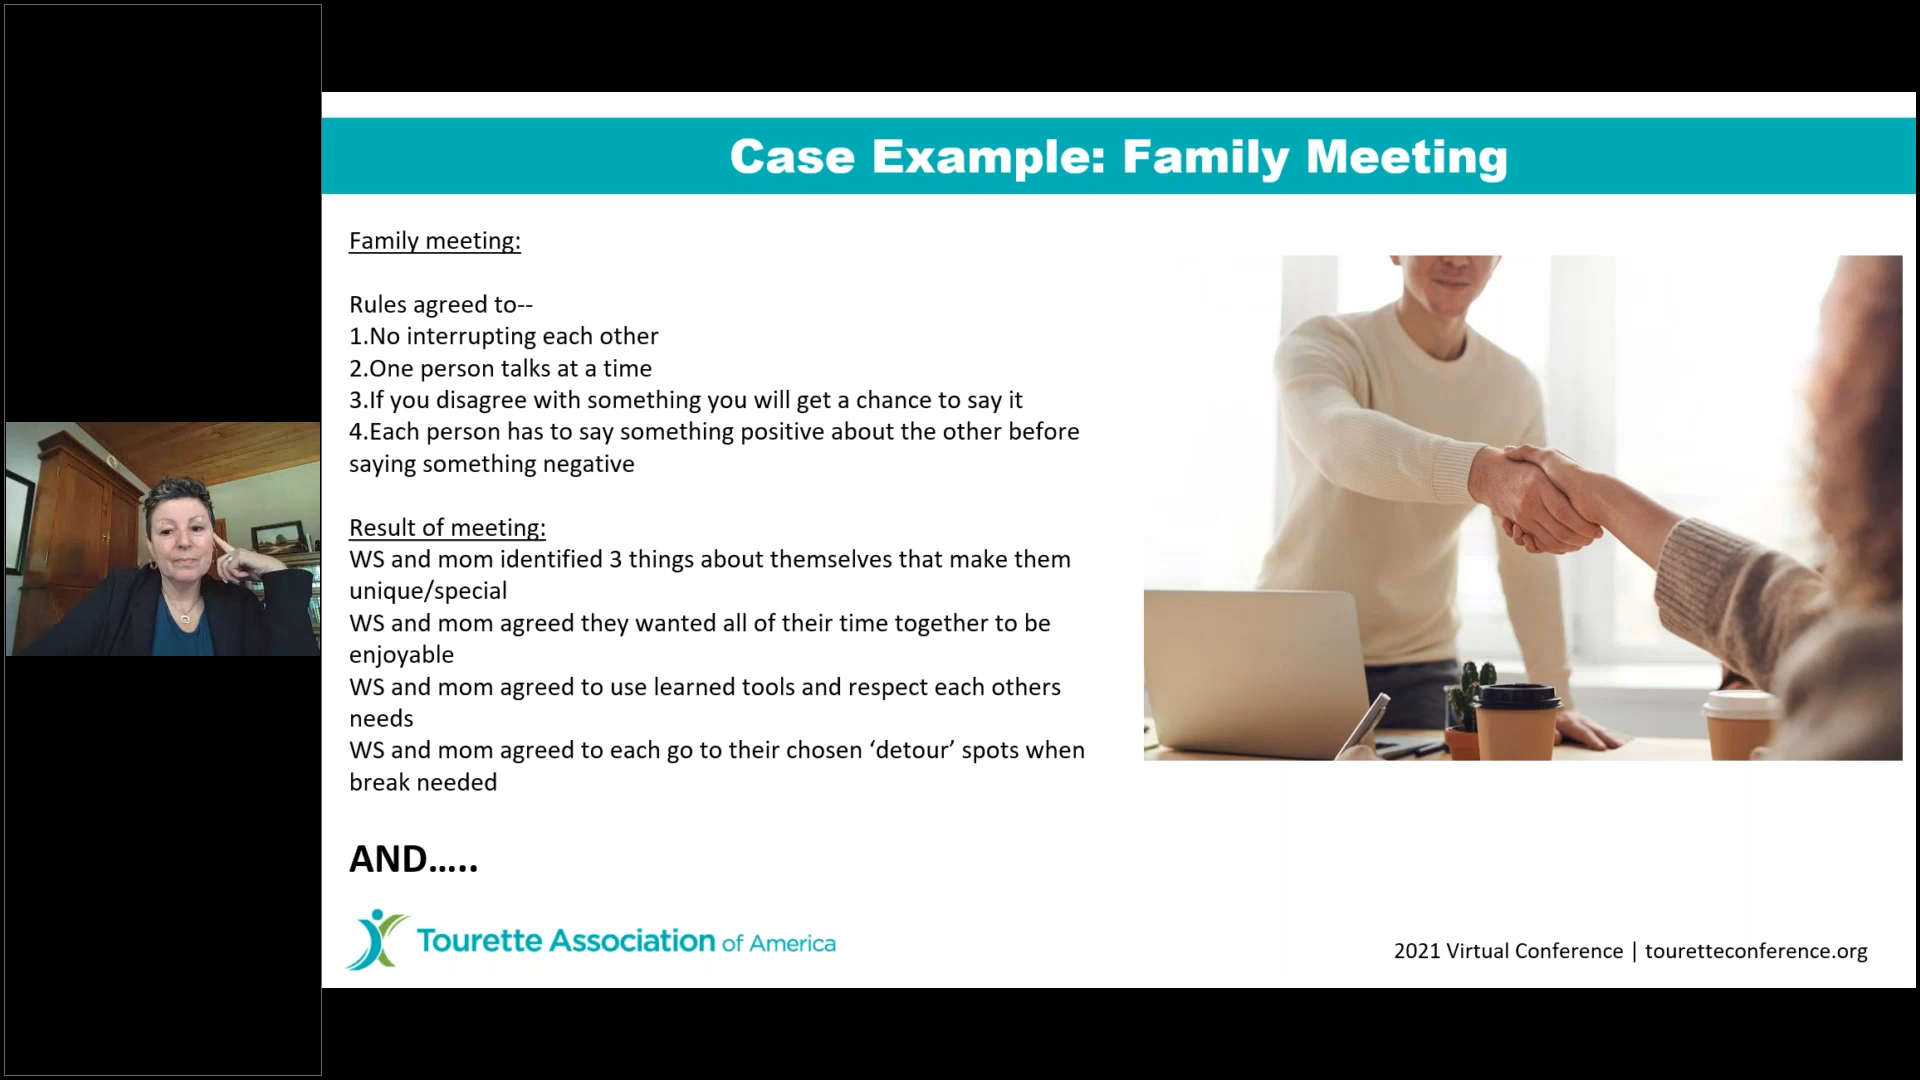 Case Example: Family Meeting
Family meeting:
Rules agreed to--
1.No interrupting each other
2.One person talks at a time
3.If you disagree with something you will get a chance to say it
4.Each person has to say something positive about the other before
saying something negative
Result of meeting:
WS and mom identified 3 things about themselves that make them
unique/special
WS and mom agreed they wanted all of their time together to be
enjoyable
WS and mom agreed to use learned tools and respect each others
needs
WS and mom agreed to each go to their chosen ‘detour’ spots when
break needed
AND.....
Tourette Association of America
2021 Virtual Conference | touretteconference.org